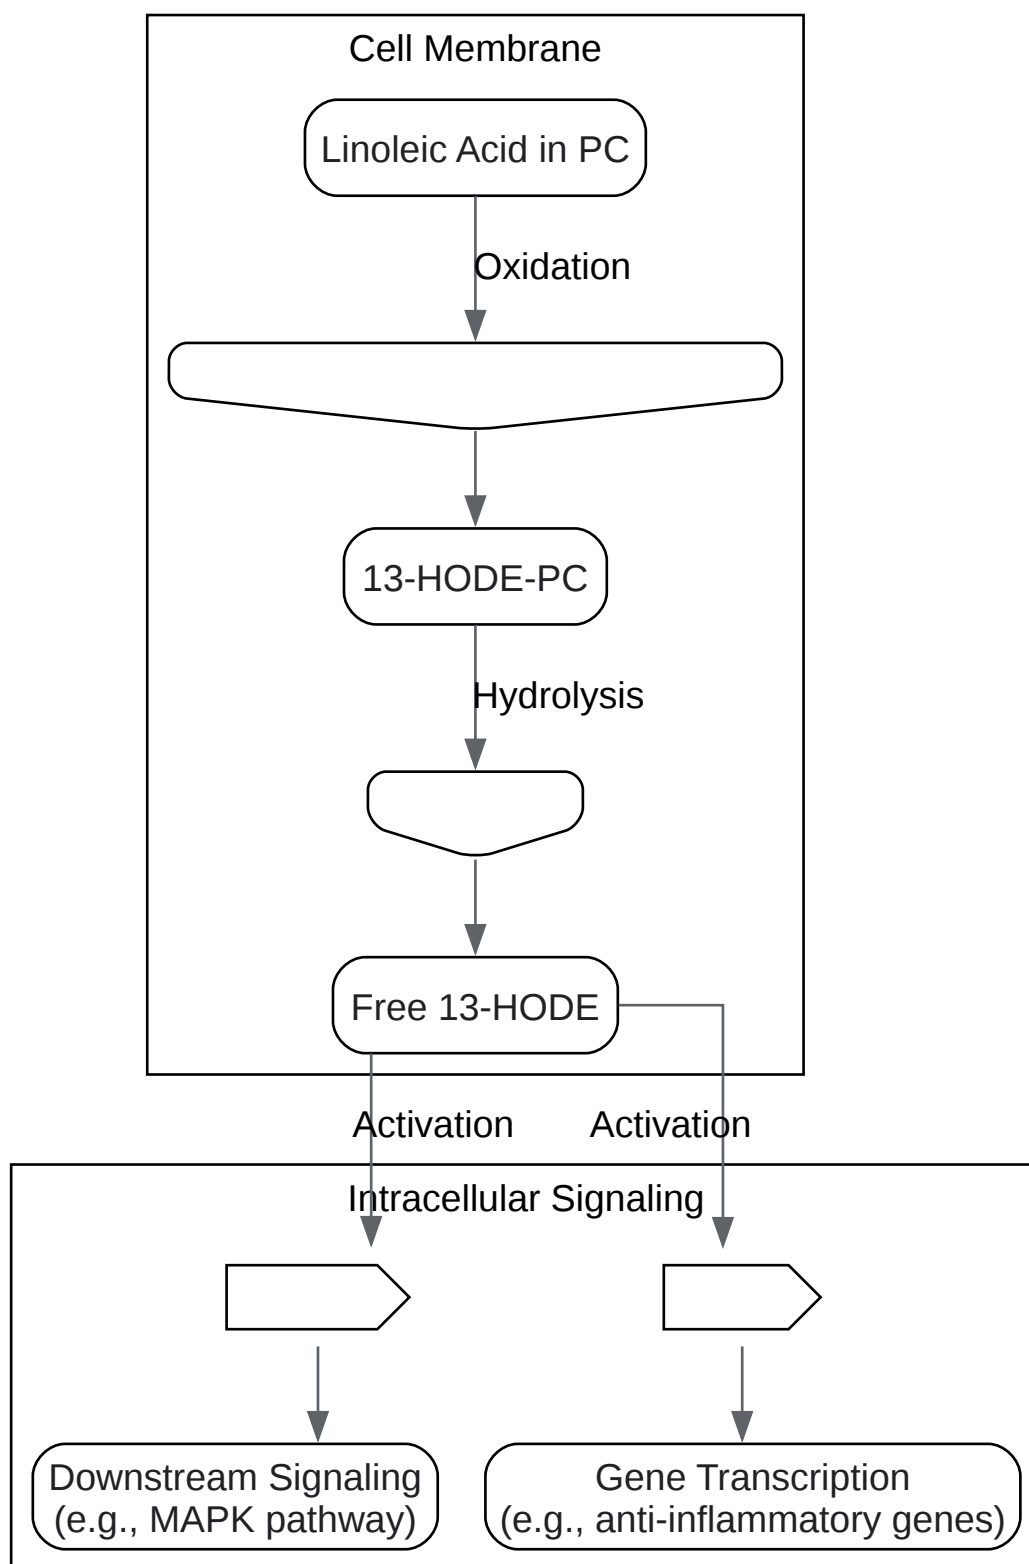 Cell Membrane
Linoleic Acid in PC
Oxidation
13-HODE-PC
Hydrolysis
Free 13-HODE
Activation
Activation
Intracellular Signaling
Downstream Signaling
(e.g., MAPK pathway)
Gene Transcription
(e.g., anti-inflammatory genes)